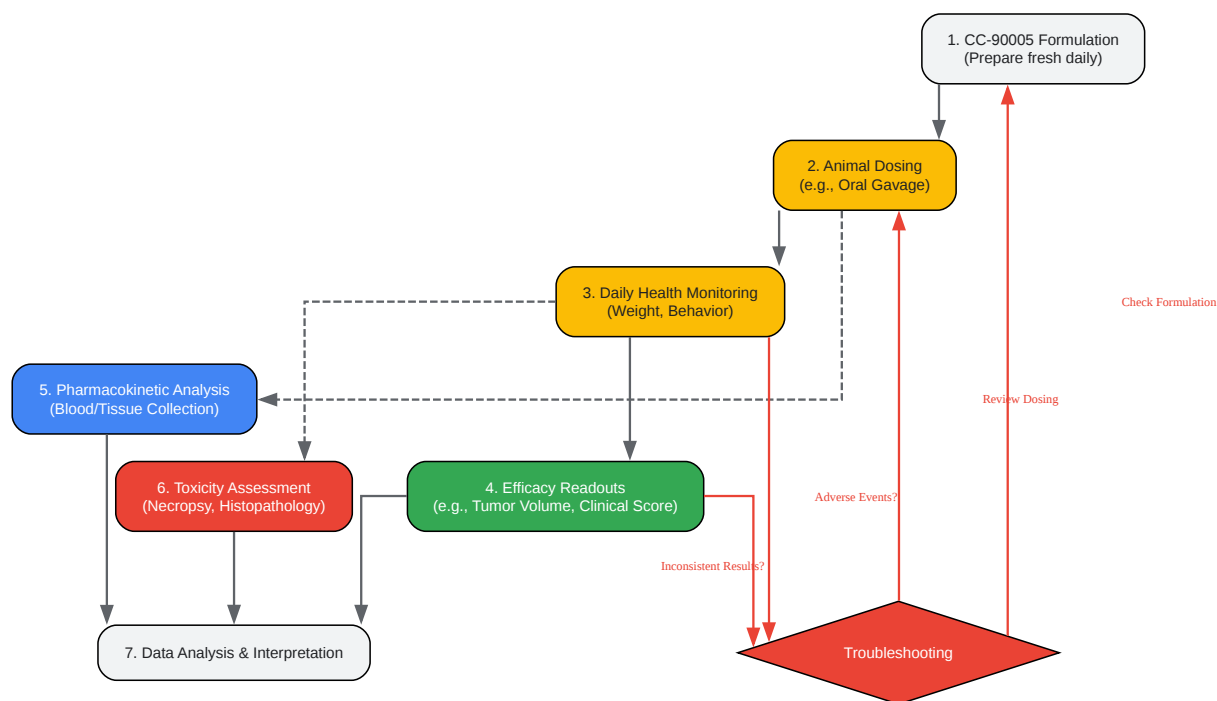 1. CC-90005 Formulation
(Prepare fresh daily)
2. Animal Dosing
(e.g., Oral Gavage)
3. Daily Health Monitoring
(Weight, Behavior)
Check Formulation
5. Pharmacokinetic Analysis
(Blood/Tissue Collection)
Review Dosing
6. Toxicity Assessment
(Necropsy, Histopathology)
4. Efficacy Readouts
(e.g., Tumor Volume, Clinical Score)
Adverse Events?
Inconsistent Results?
7. Data Analysis & Interpretation
Troubleshooting